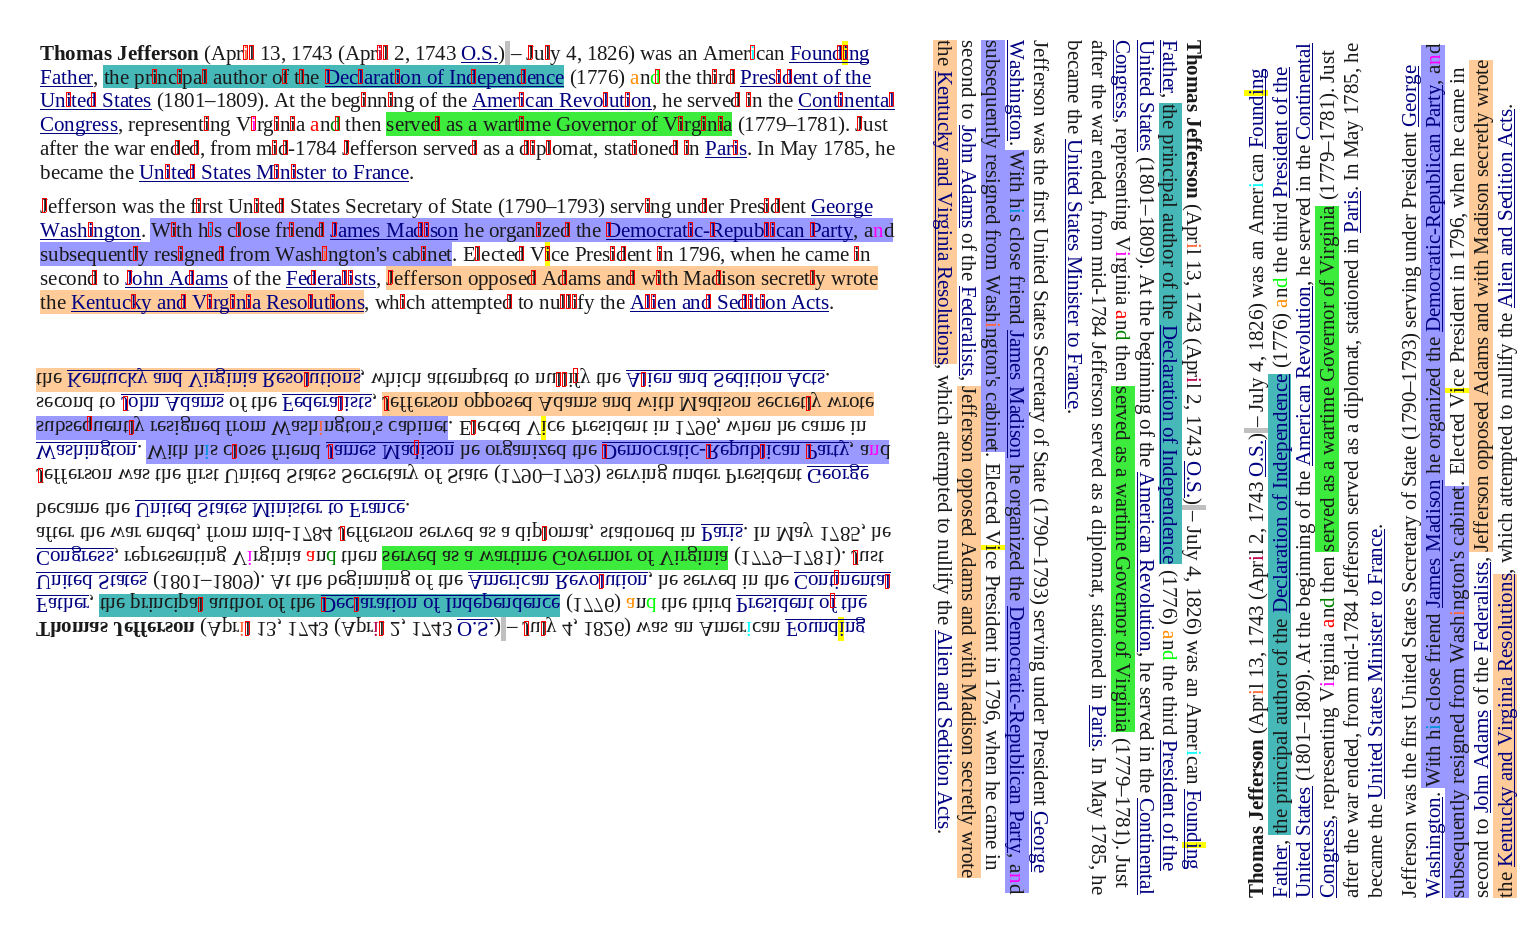 Thomas Jefferson (April 13, 1743 (April 2, 1743 O.S.) – July 4, 1826) was an American Founding
Father, the principal author of the Declaration of Independence (1776) and the third President of the
United States (1801–1809). At the beginning of the American Revolution, he served in the Continental
Congress, representing Virginia and then served as a wartime Governor of Virginia (1779–1781). Just
after the war ended, from mid-1784 Jefferson served as a diplomat, stationed in Paris. In May 1785, he
became the United States Minister to France.
Jefferson was the first United States Secretary of State (1790–1793) serving under President George
Washington. With his close friend James Madison he organized the Democratic-Republican Party, and
subsequently resigned from Washington's cabinet. Elected Vice President in 1796, when he came in
second to John Adams of the Federalists, Jefferson opposed Adams and with Madison secretly wrote
the Kentucky and Virginia Resolutions, which attempted to nullify the Alien and Sedition Acts.
Thomas Jefferson (April 13, 1743 (April 2, 1743 O.S.) – July 4, 1826) was an American Founding
Father, the principal author of the Declaration of Independence (1776) and the third President of the
United States (1801–1809). At the beginning of the American Revolution, he served in the Continental
Congress, representing Virginia and then served as a wartime Governor of Virginia (1779–1781). Just
after the war ended, from mid-1784 Jefferson served as a diplomat, stationed in Paris. In May 1785, he
became the United States Minister to France.
Jefferson was the first United States Secretary of State (1790–1793) serving under President George
Washington. With his close friend James Madison he organized the Democratic-Republican Party, and
subsequently resigned from Washington's cabinet. Elected Vice President in 1796, when he came in
second to John Adams of the Federalists, Jefferson opposed Adams and with Madison secretly wrote
the Kentucky and Virginia Resolutions, which attempted to nullify the Alien and Sedition Acts.
Thomas Jefferson (April 13, 1743 (April 2, 1743 O.S.) – July 4, 1826) was an American Founding
Father, the principal author of the Declaration of Independence (1776) and the third President of the
United States (1801–1809). At the beginning of the American Revolution, he served in the Continental
Congress, representing Virginia and then served as a wartime Governor of Virginia (1779–1781). Just
after the war ended, from mid-1784 Jefferson served as a diplomat, stationed in Paris. In May 1785, he
became the United States Minister to France.
Jefferson was the first United States Secretary of State (1790–1793) serving under President George
Washington. With his close friend James Madison he organized the Democratic-Republican Party, and
subsequently resigned from Washington's cabinet. Elected Vice President in 1796, when he came in
second to John Adams of the Federalists, Jefferson opposed Adams and with Madison secretly wrote
the Kentucky and Virginia Resolutions, which attempted to nullify the Alien and Sedition Acts.
Thomas Jefferson (April 13, 1743 (April 2, 1743 O.S.) – July 4, 1826) was an American Founding
Father, the principal author of the Declaration of Independence (1776) and the third President of the
United States (1801–1809). At the beginning of the American Revolution, he served in the Continental
Congress, representing Virginia and then served as a wartime Governor of Virginia (1779–1781). Just
after the war ended, from mid-1784 Jefferson served as a diplomat, stationed in Paris. In May 1785, he
became the United States Minister to France.
Jefferson was the first United States Secretary of State (1790–1793) serving under President George
Washington. With his close friend James Madison he organized the Democratic-Republican Party, and
subsequently resigned from Washington's cabinet. Elected Vice President in 1796, when he came in
second to John Adams of the Federalists, Jefferson opposed Adams and with Madison secretly wrote
the Kentucky and Virginia Resolutions, which attempted to nullify the Alien and Sedition Acts.